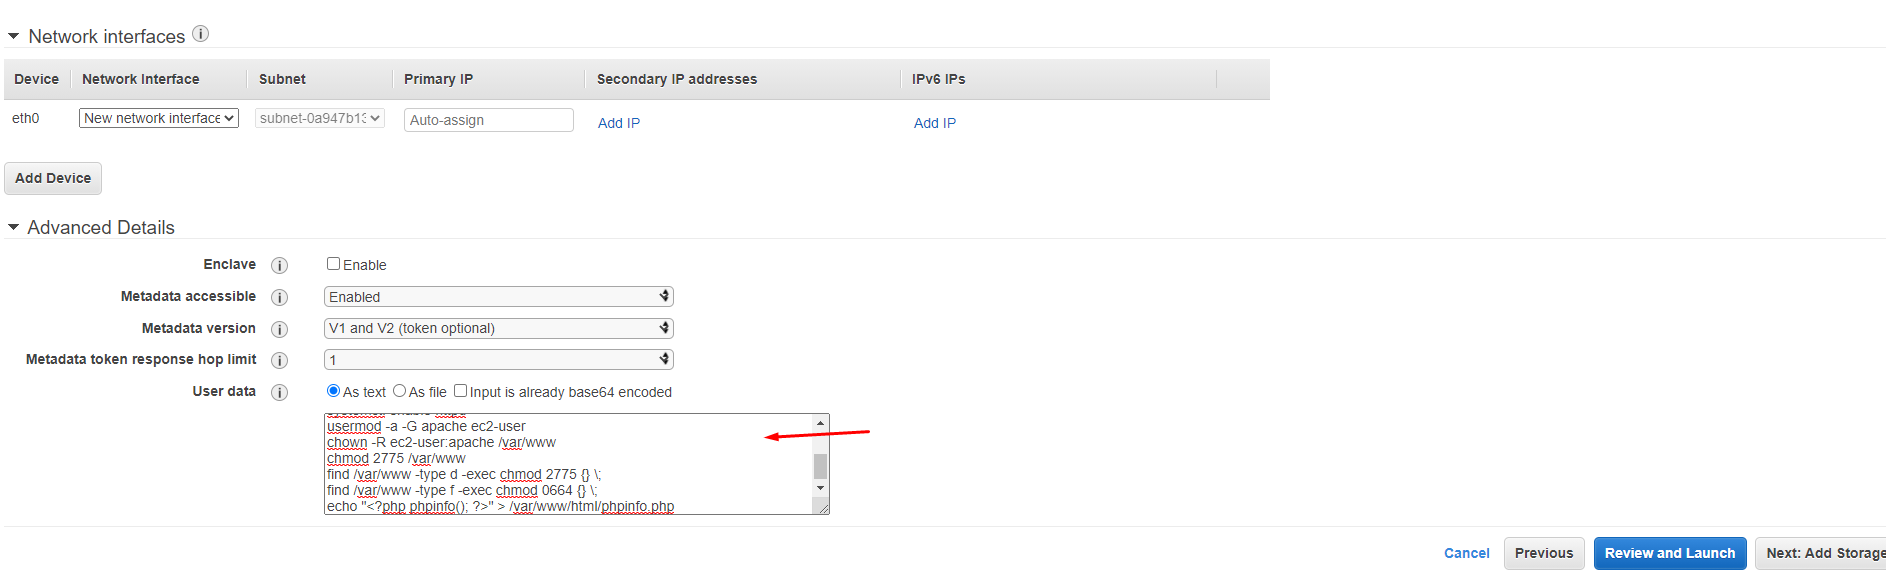 Network interfaces
Device Network Interface Subnet Primary IP Secondary IP addresses IPv6 IPs
eth0 New network interface subnet-0a947b13 Auto-assign Add IP Add IP
Add Device
Advanced Details
Enclave Enable
Metadata accessible Enabled
Metadata version V1 and V2 (token optional)
Metadata token response hop limit 1
User data As text As file Input is already base64 encoded
usermod -a -G apache ec2-user
chown -R ec2-user:apache /var/www
chmod 2775 /var/www
find /var/www -type d -exec chmod 2775 {} \;
find /var/www -type f -exec chmod 0664 {} \;
echo "<?php phpinfo(); ?>" > /var/www/html/phpinfo.php
Cancel Previous Review and Launch Next: Add Storage